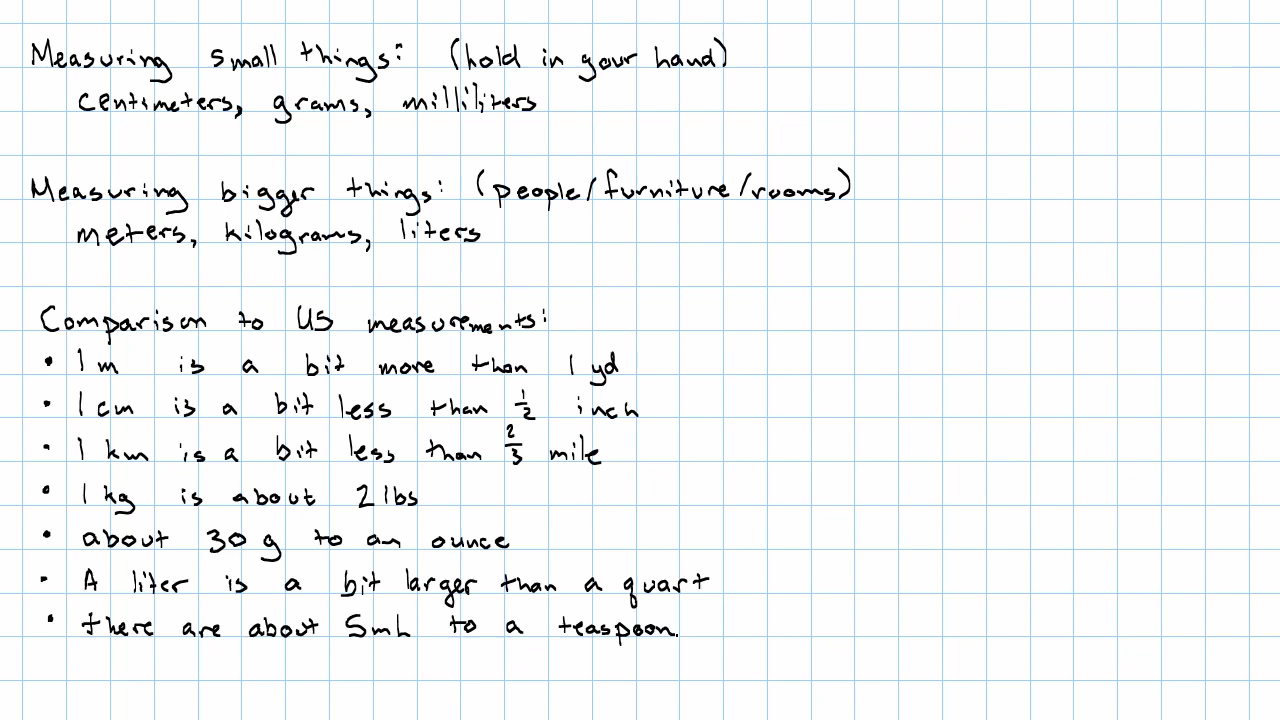 Measuring small things: (hold in your hand)
centimeters, grams, milliliters
Measuring bigger things: (people/furniture/rooms)
meters, kilograms, liters
Comparison to US measurements:
• 1 m is a bit more than 1 yd
• 1 cm is a bit less than 1/2 inch
• 1 km is a bit less than 2/3 mile
• 1 kg is about 2 lbs
• about 30 g to an ounce
• A liter is a bit larger than a quart
• there are about 5mL to a teaspoon.